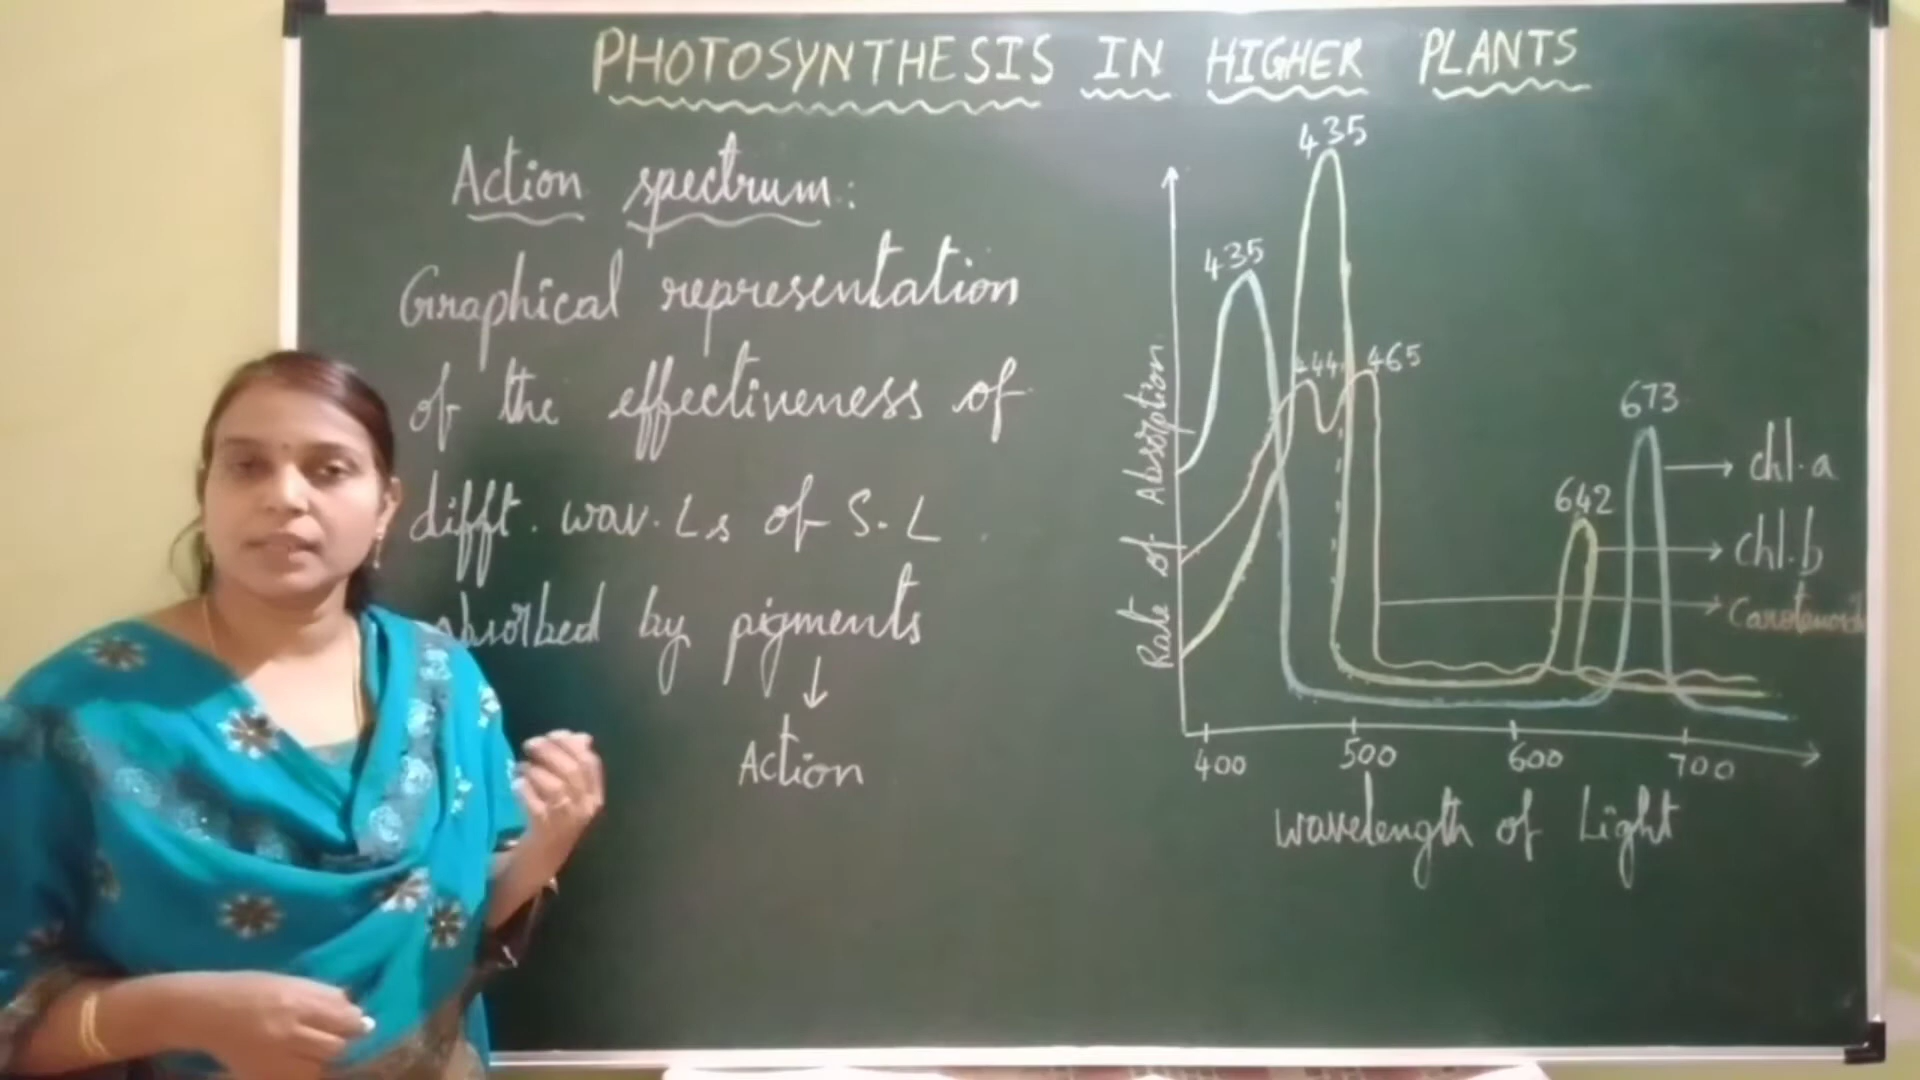 PHOTOSYNTHESIS IN HIGHER PLANTS
Action spectrum:
Graphical representation
of the effectiveness of
difft. wav. Ls of S.L
absorbed by pigments
↓
Action
435
435
444
465
642
673
chl.a
chl.b
Carotenoids
Rate of Absorption
400 500 600 700
wavelength of Light